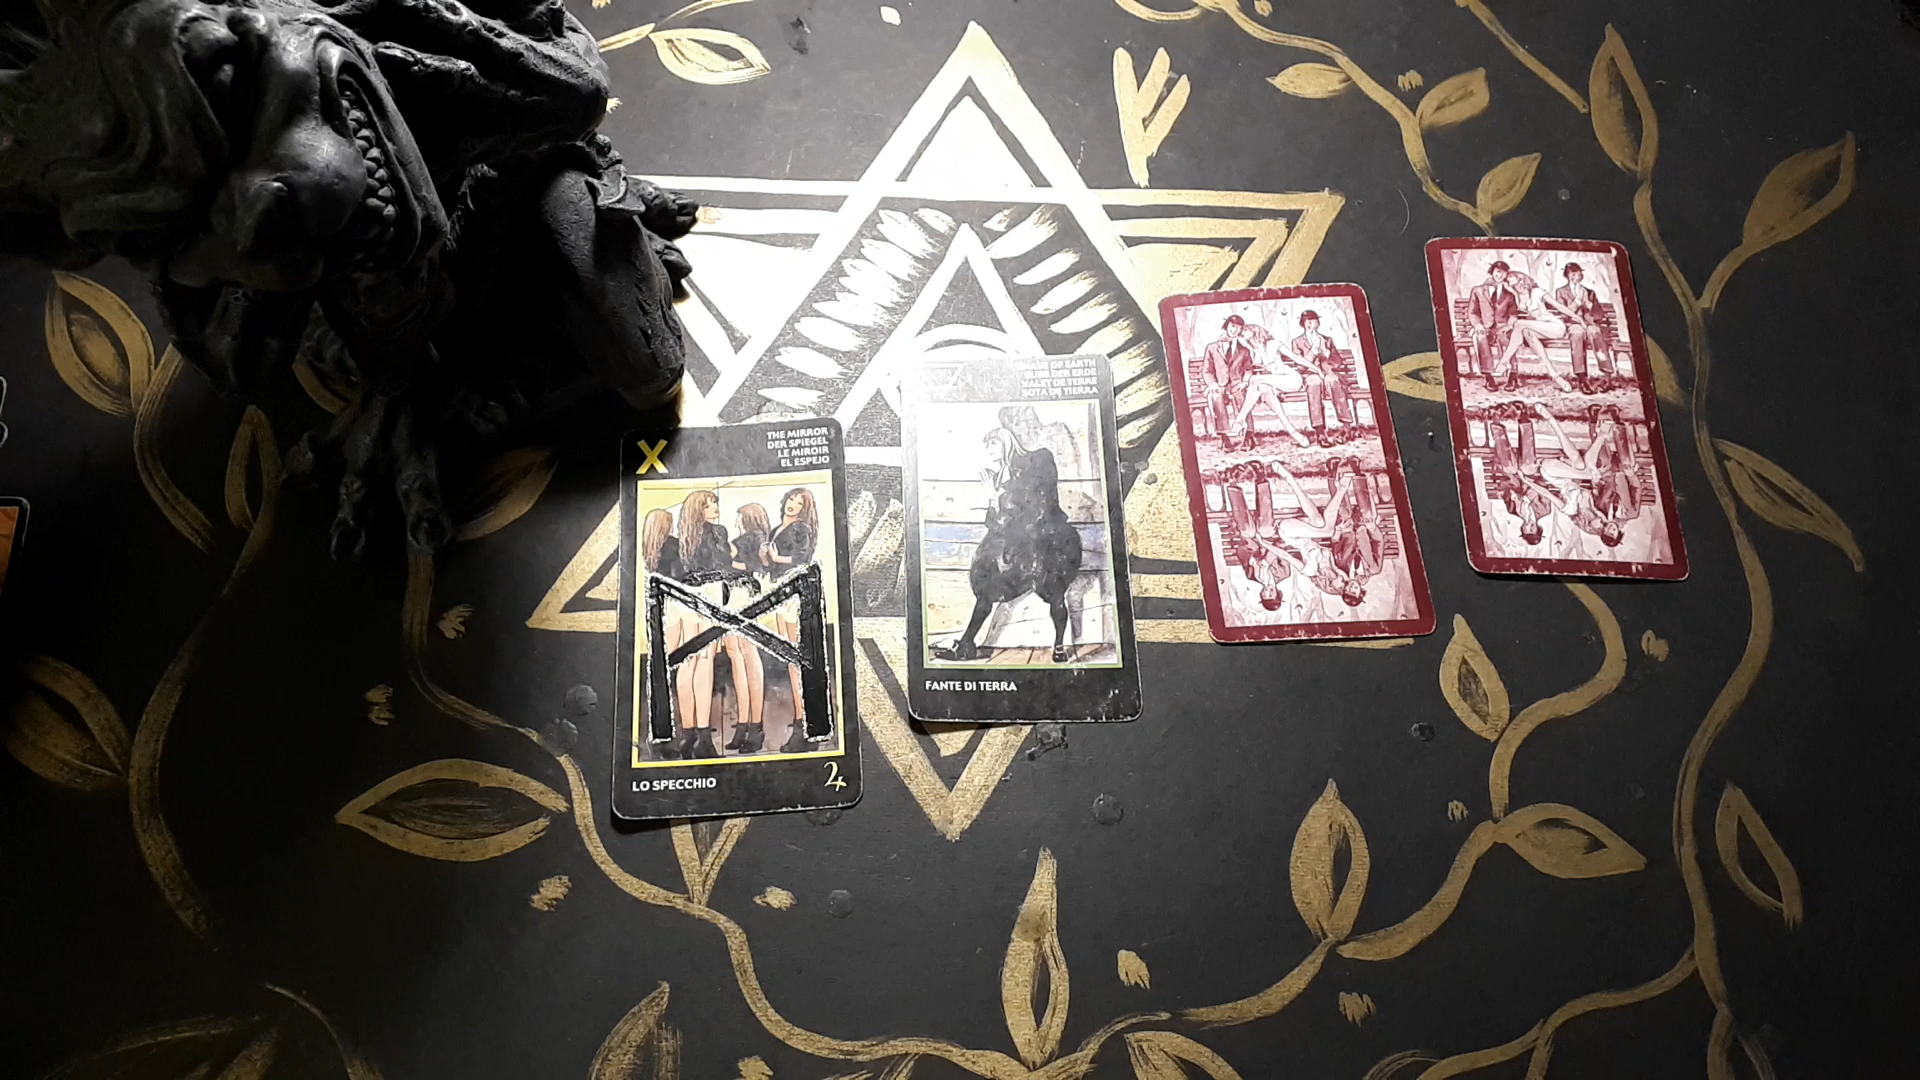 X
THE MIRROR
DER SPIEGEL
LE MIROIR
EL ESPEJO
LO SPECCHIO
OF EARTH
DER ERDE
VALET DE TERRE
SOTA DE TIERRA
FANTE DI TERRA